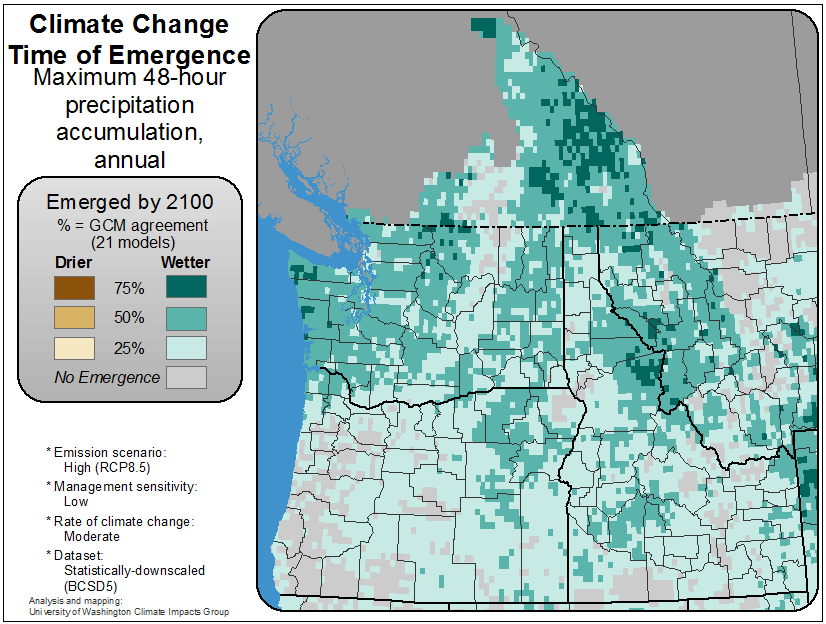 Climate Change
Time of Emergence
Maximum 48-hour
precipitation
accumulation,
annual
Emerged by 2100
% = GCM agreement
(21 models)
Drier Wetter
75%
50%
25%
No Emergence
* Emission scenario:
High (RCP8.5)
* Management sensitivity:
Low
* Rate of climate change:
Moderate
* Dataset:
Statistically-downscaled
(BCSD5)
Analysis and mapping:
University of Washington Climate Impacts Group